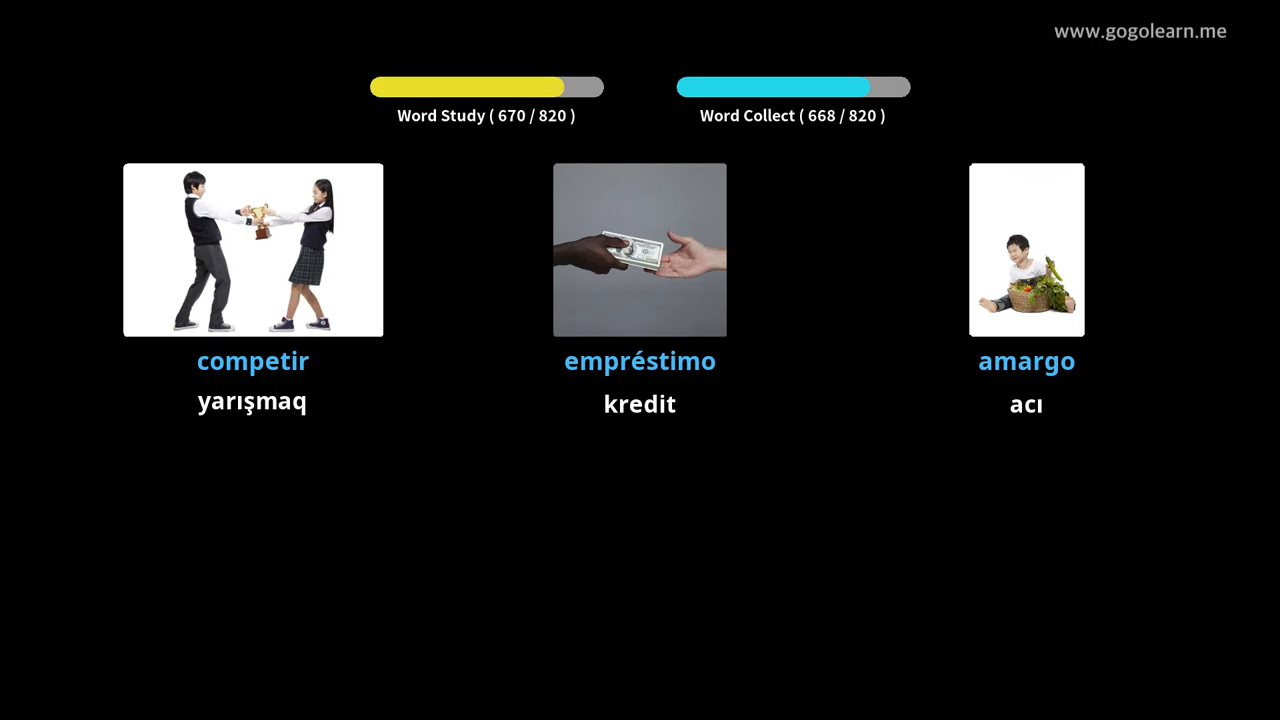 www.gogolearn.me
Word Study ( 670 / 820 )
Word Collect ( 668 / 820 )
competir
empréstimo
amargo
yarışmaq
kredit
acı